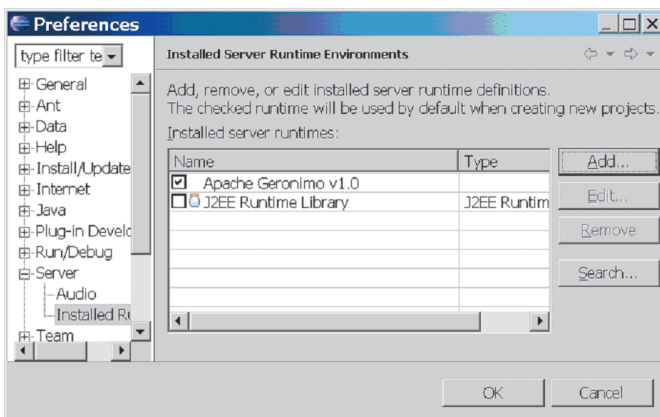 Preferences
type filter te
General
Ant
Data
Help
Install/Update
Internet
Java
Plug-in Develo
Run/Debug
Server
Audio
Installed Ru
Team
Installed Server Runtime Environments
Add, remove, or edit installed server runtime definitions.
The checked runtime will be used by default when creating new projects.
Installed server runtimes:
Name Type
Apache Geronimo v1.0
J2EE Runtime Library J2EE Runtim
Add...
Edit...
Remove
Search...
OK Cancel